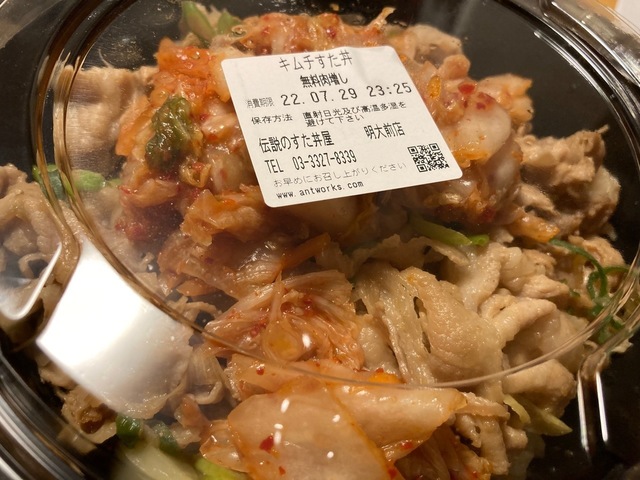 キムチすた丼
無料肉増し
消費期限 22.07.29 23:25
保存方法 直射日光及び高温多湿を
避けて下さい
伝説のすた丼屋 明大前店
TEL 03-3327-8339
お早めにお召し上がりください
www.antworks.com